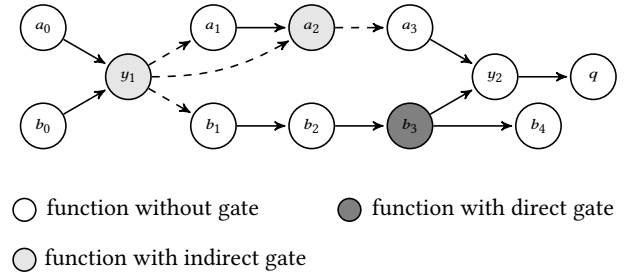 a0 a1 a2 a3
y1 y2 q
b0 b1 b2 b3 b4
function without gate function with direct gate
function with indirect gate